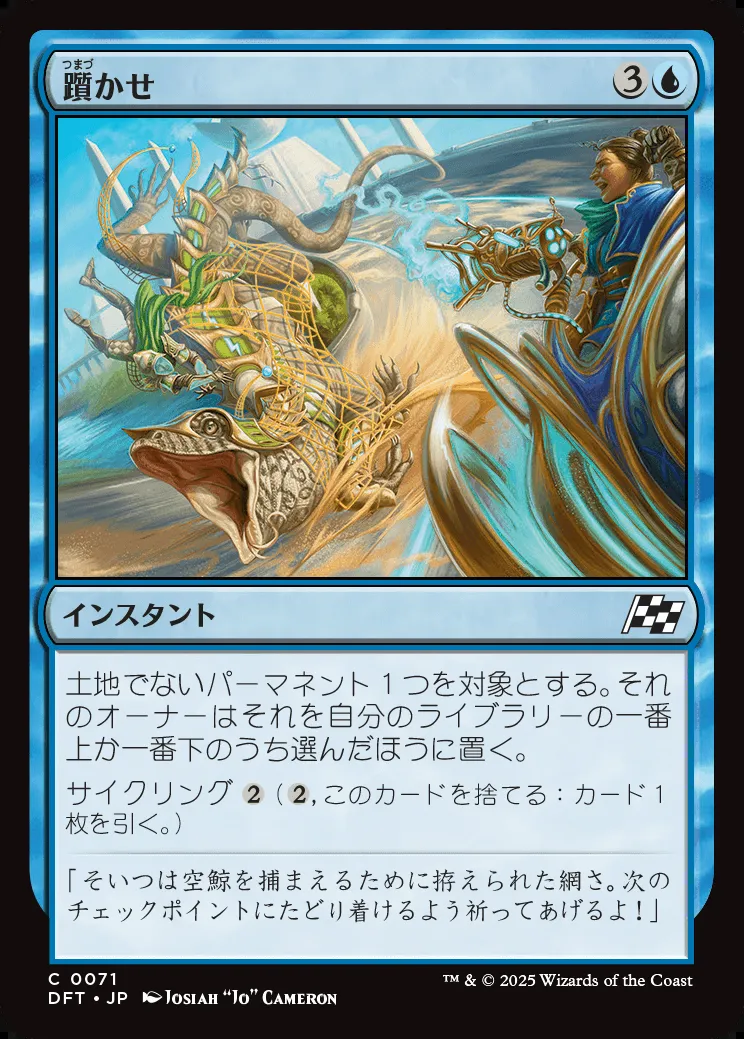 つまづ
躓かせ
3
インスタント
土地でないパーマネント1つを対象とする。それ
のオーナーはそれを自分のライブラリーの一番
上か一番下のうち選んだほうに置く。
サイクリング 2 ( 2 , このカードを捨てる：カード1
枚を引く。)
「そいつは空鯨を捕まえるために拵えられた網さ。次の
チェックポイントにたどり着けるよう祈ってあげるよ！」
C 0071
DFT • JP Josiah “Jo” Cameron
™ & © 2025 Wizards of the Coast